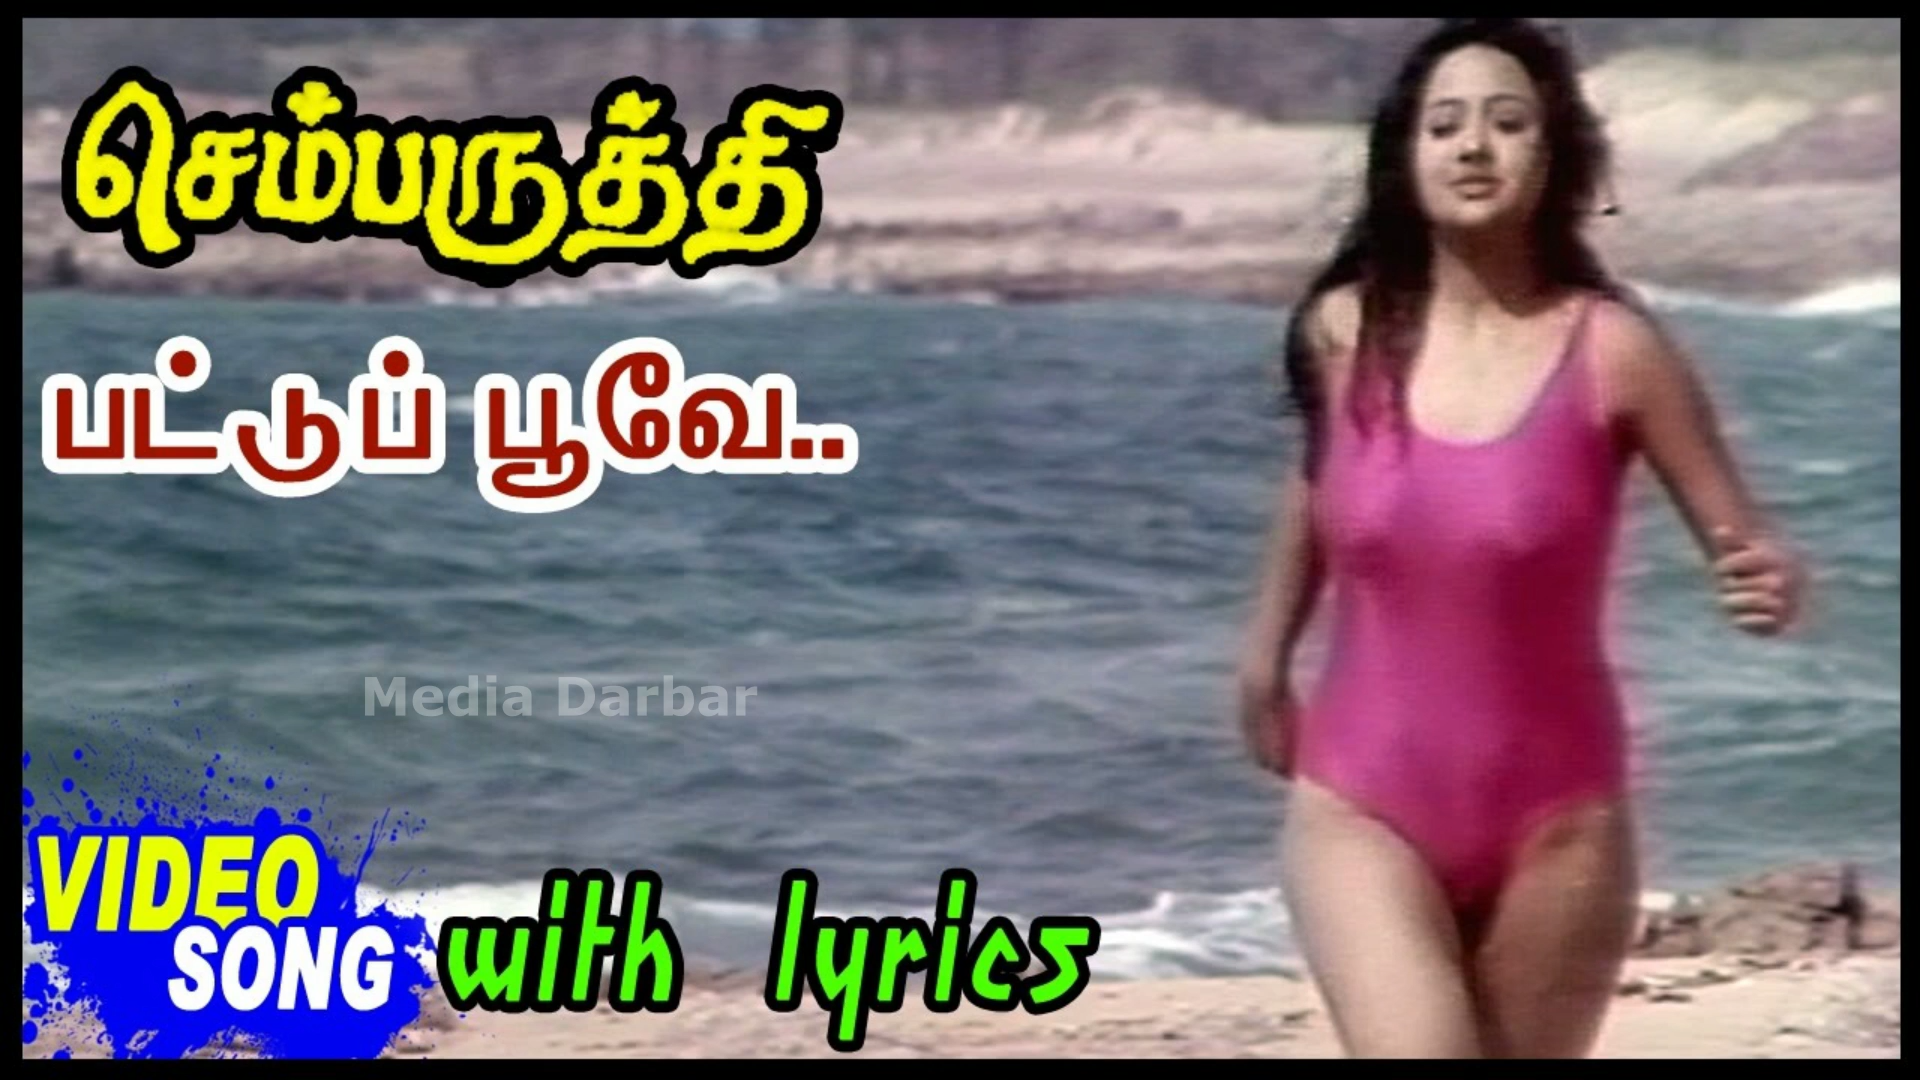 செம்பருத்தி
பட்டுப் பூவே..
Media Darbar
VIDEO
SONG
with lyrics